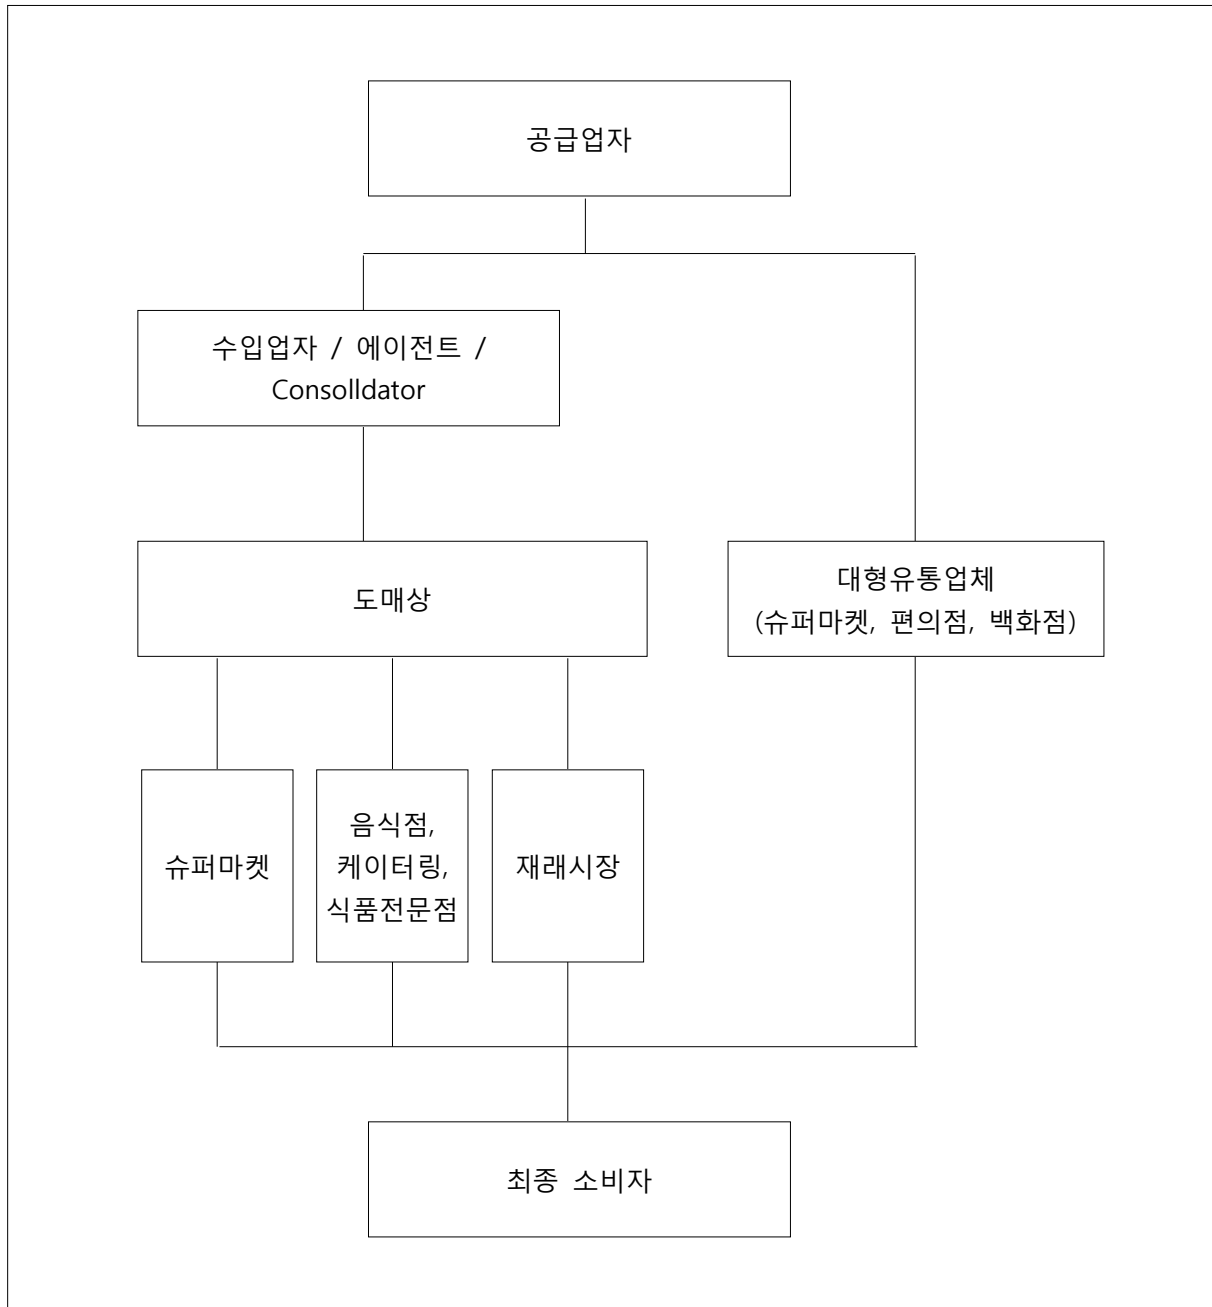 공급업자
수입업자 / 에이전트 /
Consolldator
도매상
대형유통업체
(슈퍼마켓, 편의점, 백화점)
슈퍼마켓
음식점,
케이터링,
식품전문점
재래시장
최종 소비자